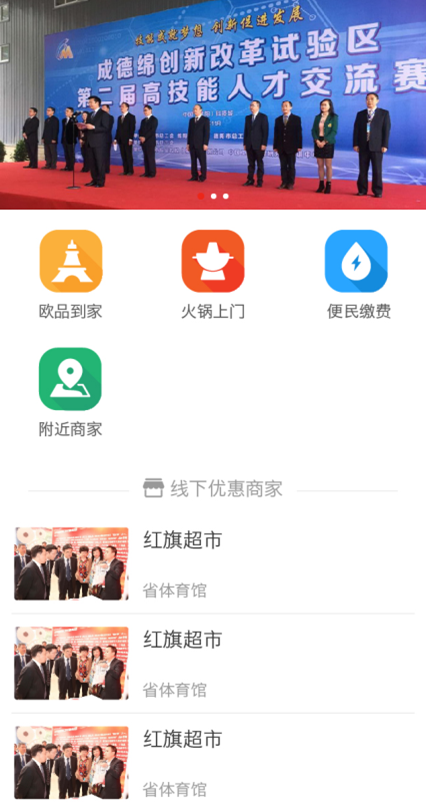 技能成就梦想 创新促进发展
成德绵创新改革试验区
第二届高技能人才交流赛
欧品到家
火锅上门
便民缴费
附近商家
线下优惠商家
红旗超市
省体育馆
红旗超市
省体育馆
红旗超市
省体育馆